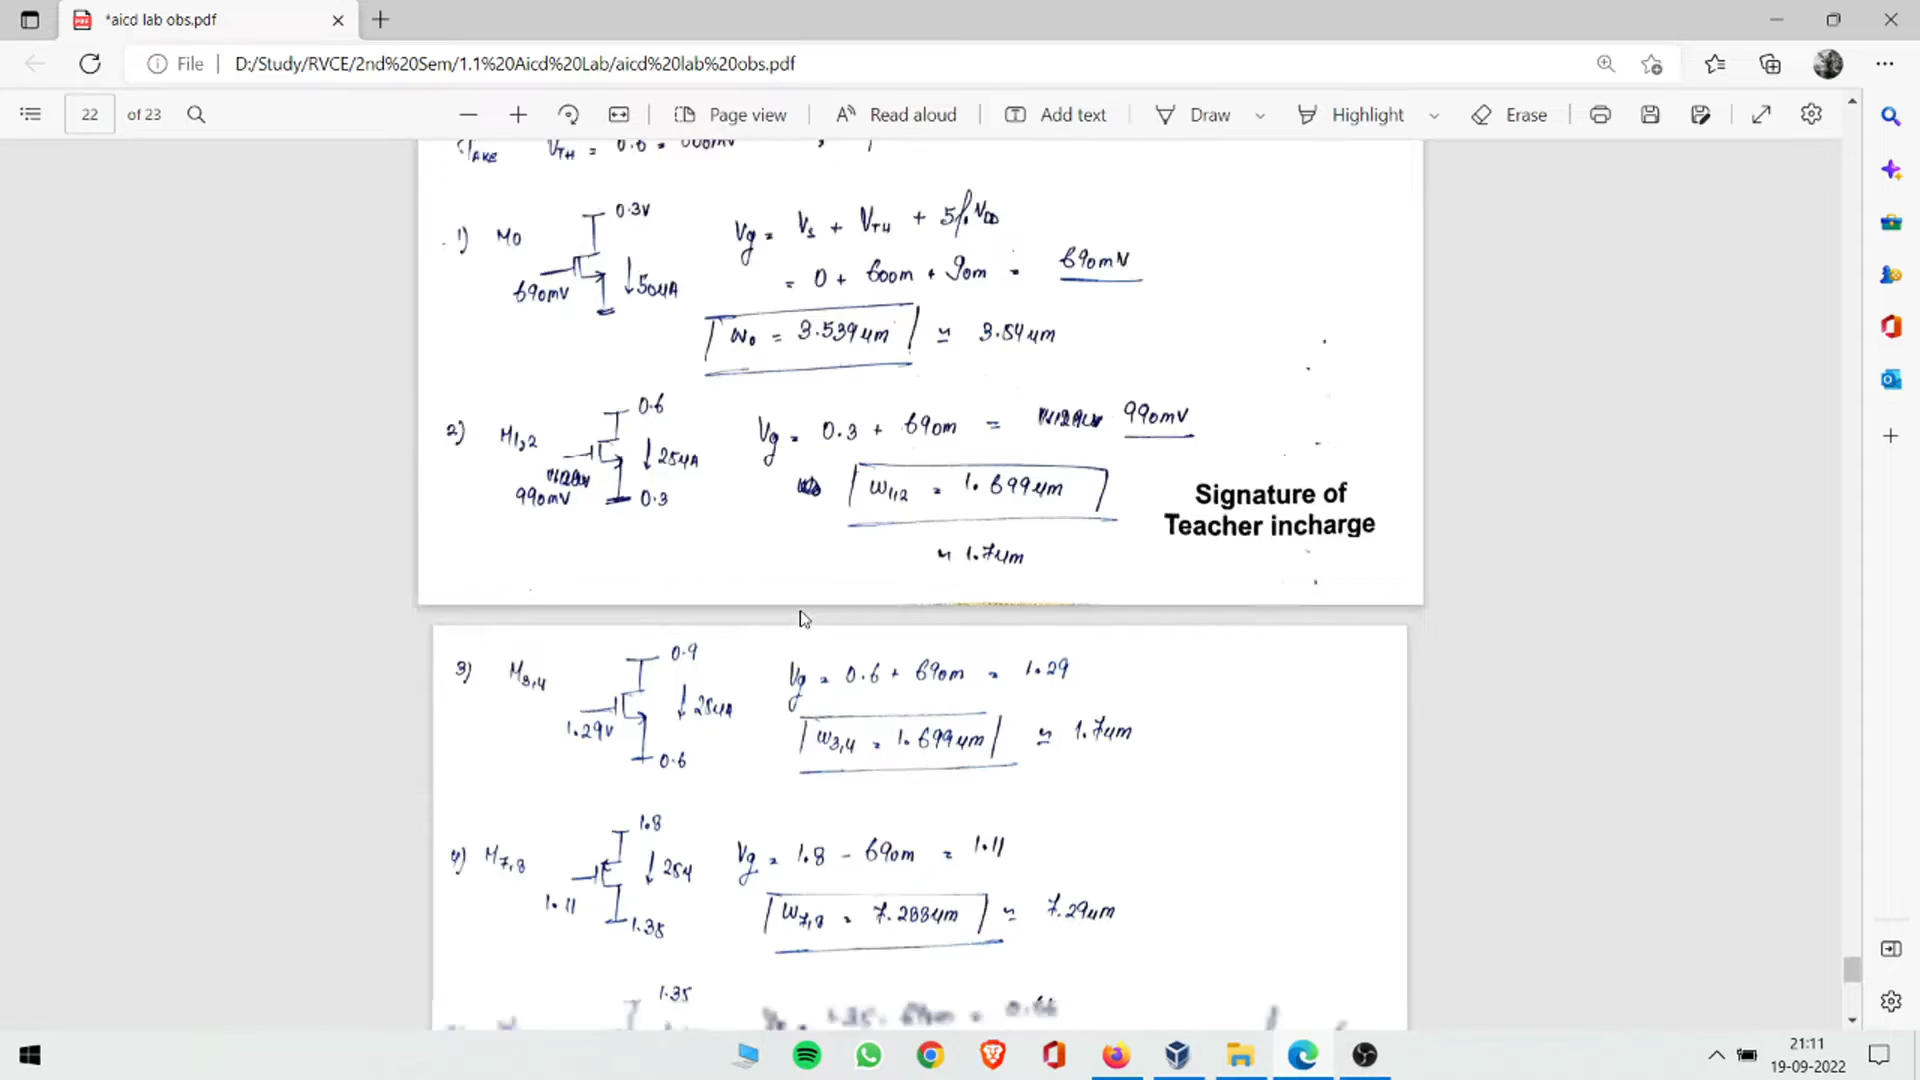 *aicd lab obs.pdf
File D:/Study/RVCE/2nd%20Sem/1.1%20Aicd%20Lab/aicd%20lab%20obs.pdf
22 of 23 Page view Read aloud Add text Draw Highlight Erase
VTH = 0.6 = 600mV
1) M0 0.3V Vg = Vs + VTH + 5% VDD
690mV ↓50uA = 0 + 600m + 90m = 690mV
W0 = 3.539um ≃ 3.54um
2) M1,2 0.6 Vg = 0.3 + 690m = 990mV
↓25uA
990mV 0.3 W1,2 = 1.699um
Signature of
Teacher incharge
≃ 1.7um
3) M3,4 0.9 Vg = 0.6 + 690m = 1.29
↓25uA
1.29V 0.6 W3,4 = 1.699um ≃ 1.7um
4) M7,8 1.8 Vg = 1.8 - 690m = 1.11
↓25u
1.11 1.35 W7,8 = 7.288um ≃ 7.29um
1.35
21:11
19-09-2022